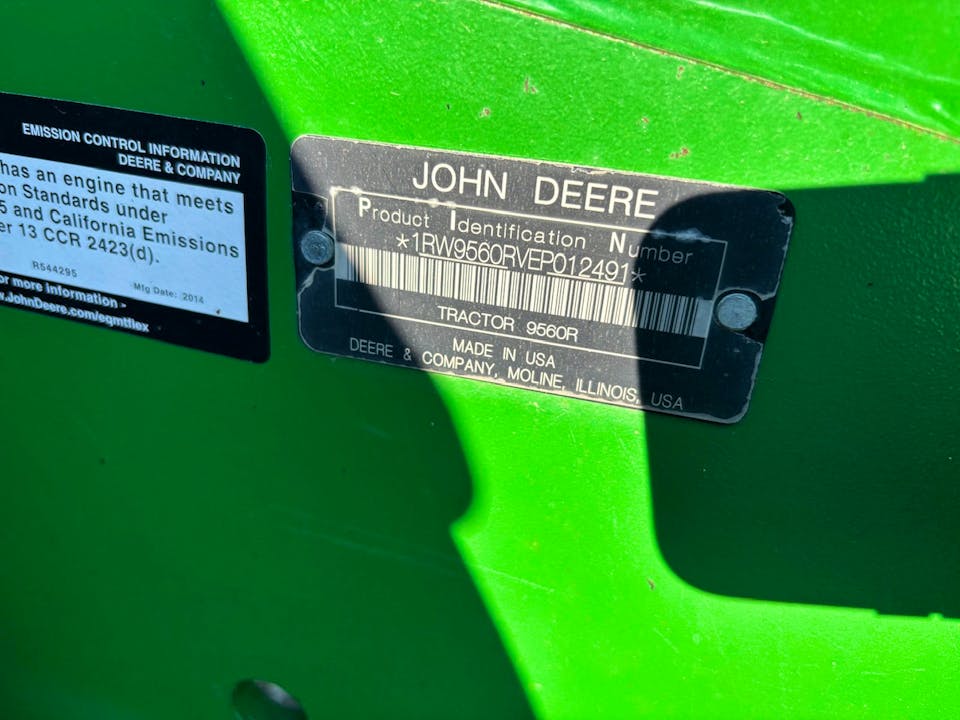 EMISSION CONTROL INFORMATION
DEERE & COMPANY
has an engine that meets
on Standards under
5 and California Emissions
er 13 CCR 2423(d).
R544295
Mfg Date: 2014
or more information -
w.JohnDeere.com/eqmtflex
JOHN DEERE
Product Identification Number
*1RW9560RVEP012491*
TRACTOR 9560R
MADE IN USA
DEERE & COMPANY, MOLINE, ILLINOIS, USA